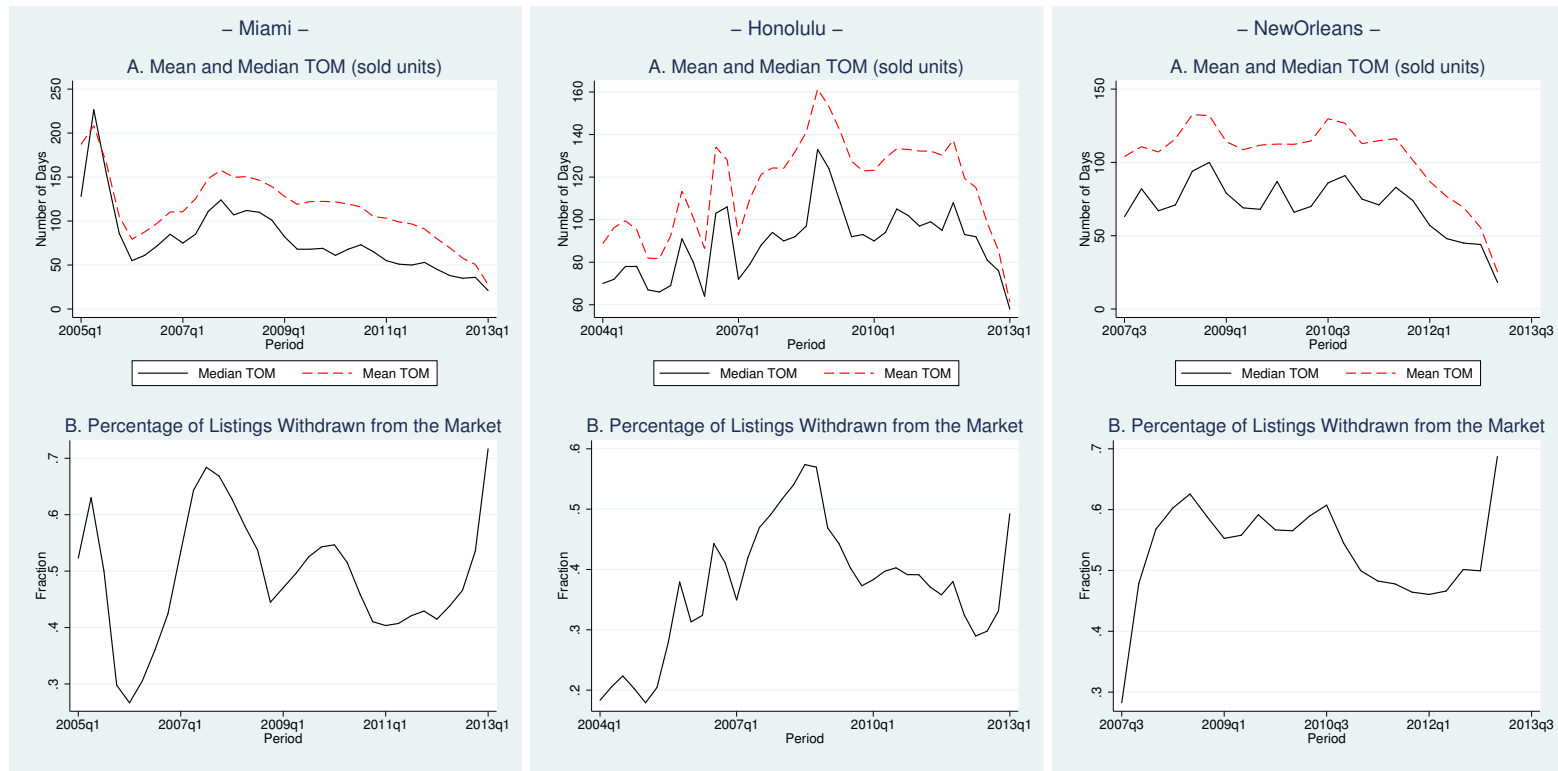 – Miami –
A. Mean and Median TOM (sold units)
Number of Days
0 50 100 150 200 250
2005q1 2007q1 2009q1 2011q1 2013q1
Period
Median TOM Mean TOM
B. Percentage of Listings Withdrawn from the Market
Fraction
.3 .4 .5 .6 .7
2005q1 2007q1 2009q1 2011q1 2013q1
Period
– Honolulu –
A. Mean and Median TOM (sold units)
Number of Days
60 80 100 120 140 160
2004q1 2007q1 2010q1 2013q1
Period
Median TOM Mean TOM
B. Percentage of Listings Withdrawn from the Market
Fraction
.2 .3 .4 .5 .6
2004q1 2007q1 2010q1 2013q1
Period
– NewOrleans –
A. Mean and Median TOM (sold units)
Number of Days
0 50 100 150
2007q3 2009q1 2010q3 2012q1 2013q3
Period
Median TOM Mean TOM
B. Percentage of Listings Withdrawn from the Market
Fraction
.3 .4 .5 .6 .7
2007q3 2009q1 2010q3 2012q1 2013q3
Period